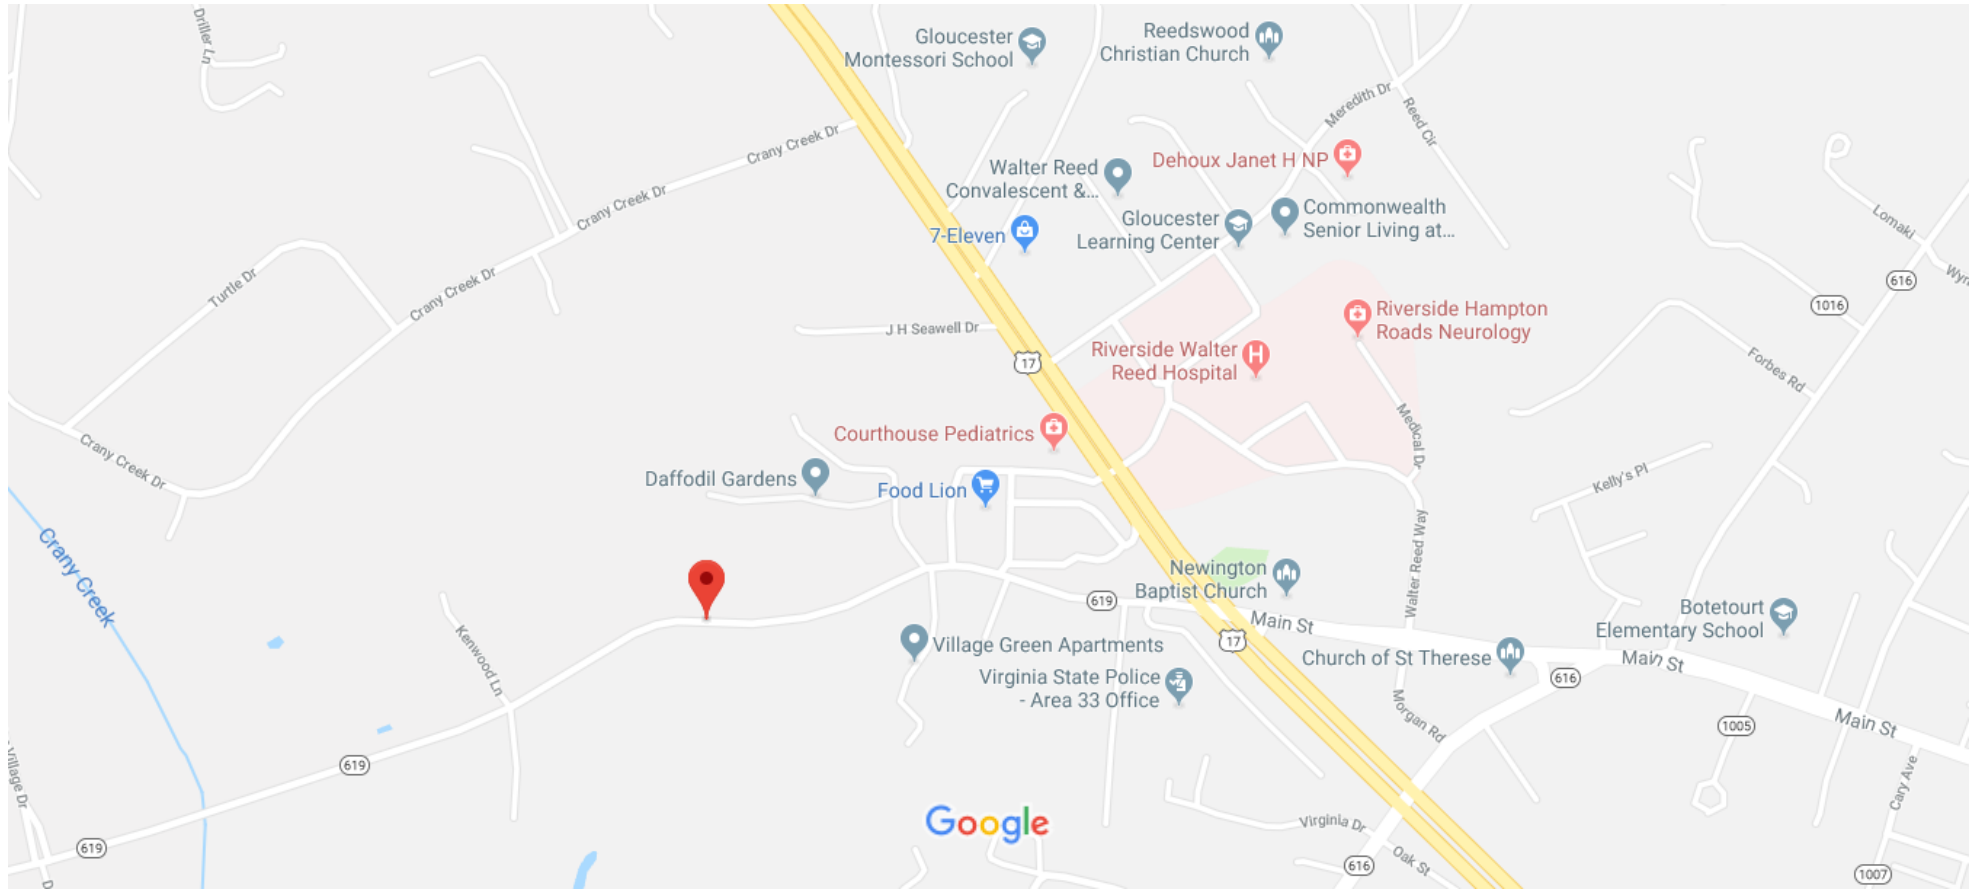 Driller Ln
Gloucester
Montessori School
Reedswood
Christian Church
Meredith Dr
Reed Cir
Crany Creek Dr
Dehoux Janet H NP
Walter Reed
Convalescent &...
Crany Creek Dr
Gloucester
Learning Center
Commonwealth
Senior Living at...
Lomaki
7-Eleven
Turtle Dr
Crany Creek Dr
616
1016
J H Seawell Dr
Riverside Hampton
Roads Neurology
17
Riverside Walter
Reed Hospital
Forbes Rd
Medical Dr
Courthouse Pediatrics
Crany Creek Dr
Daffodil Gardens
Food Lion
Kelly's Pl
Crany Creek
Walter Reed Way
Newington
Baptist Church
619
Main St
17
Botetourt
Elementary School
Kenwood Ln
Village Green Apartments
Church of St Therese
Main St
Virginia State Police
- Area 33 Office
616
Morgan Rd
1005
Main St
619
Village Dr
Cary Ave
Google
Virginia Dr
619
Oak St
616
1007